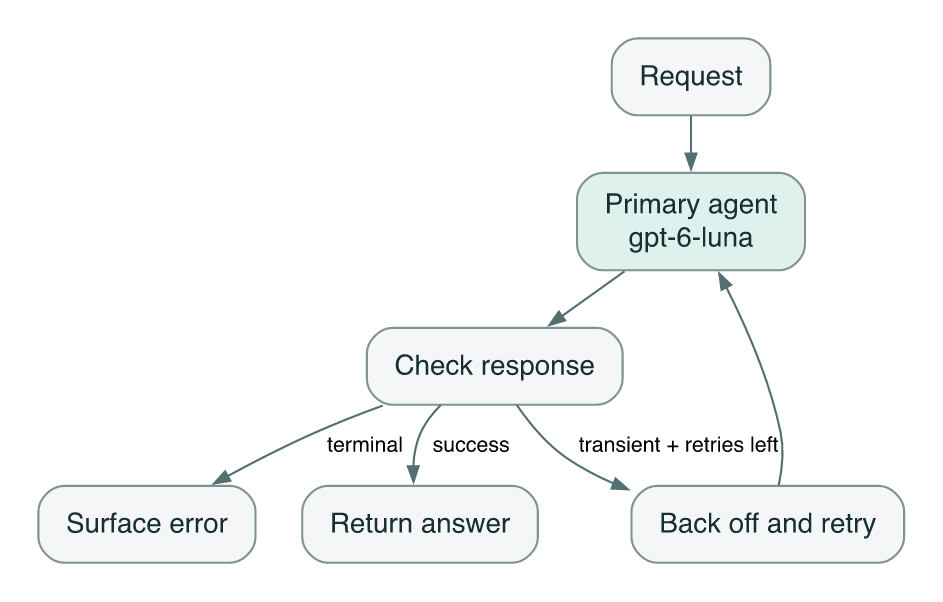 Request
Primary agent
gpt-6-luna
Check response
terminal
success
transient + retries left
Surface error
Return answer
Back off and retry